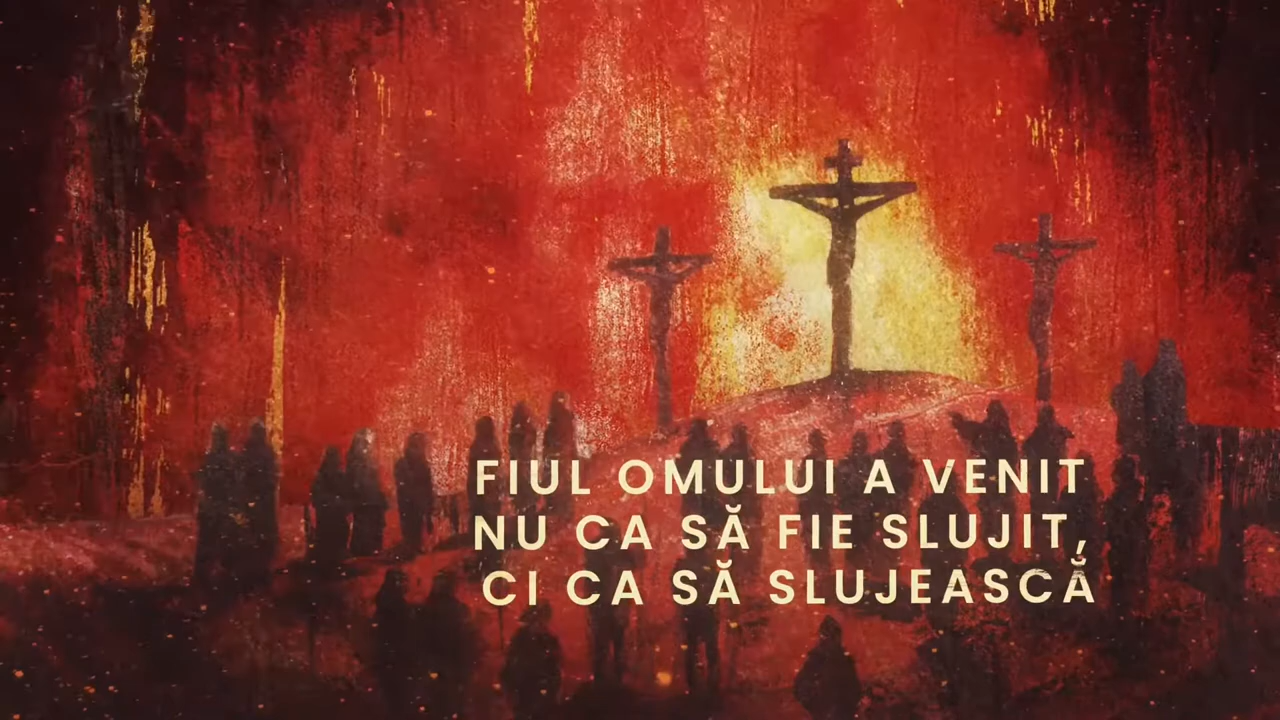 FIUL OMULUI A VENIT
NU CA SĂ FIE SLUJIT,
CI CA SĂ SLUJEASCĂ